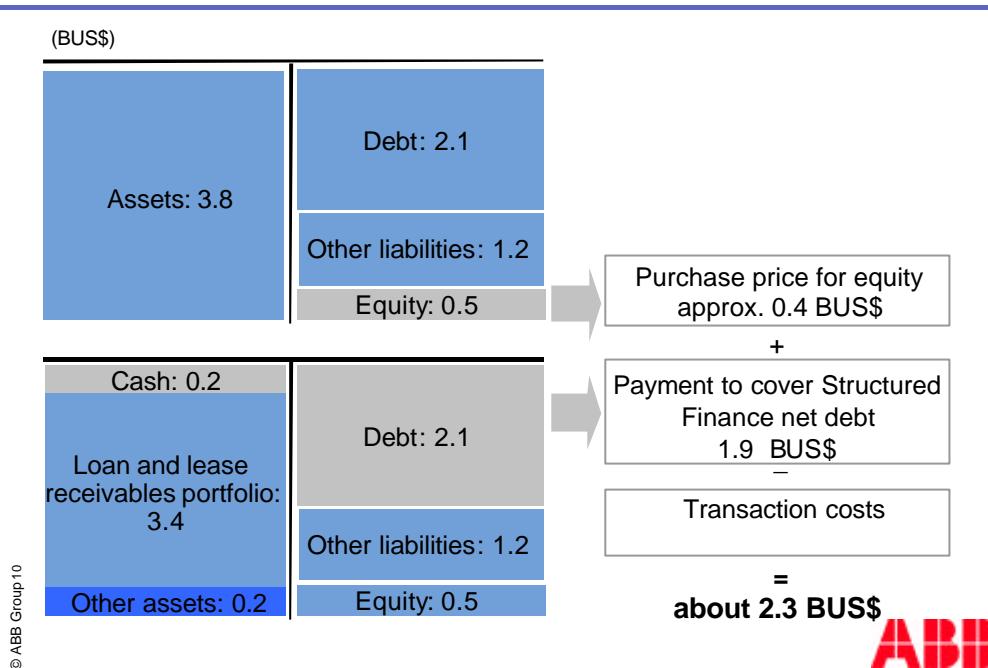 (BUS$)
Assets: 3.8
Debt: 2.1
Other liabilities: 1.2
Equity: 0.5
Purchase price for equity
approx. 0.4 BUS$
+
Cash: 0.2
Loan and lease
receivables portfolio:
3.4
Other assets: 0.2
Debt: 2.1
Other liabilities: 1.2
Equity: 0.5
Payment to cover Structured
Finance net debt
1.9 BUS$
–
Transaction costs
=
about 2.3 BUS$
© ABB Group10
ABB